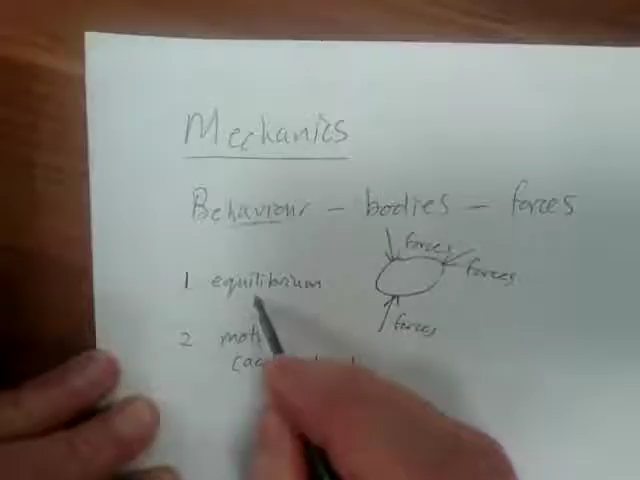 Mechanics
Behaviour - bodies - forces
forces
forces
1 equilibrium
forces
2